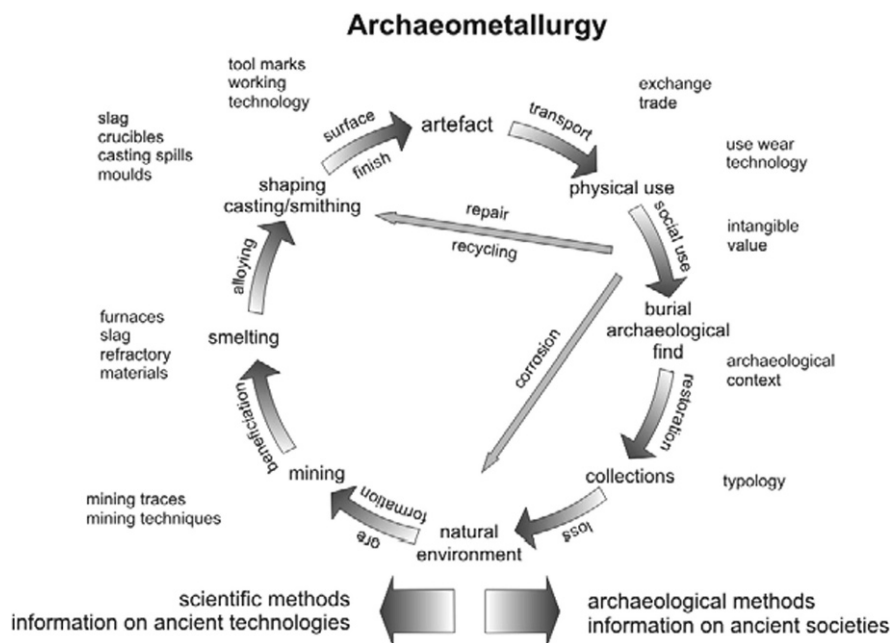 Archaeometallurgy
tool marks
working
technology
exchange
trade
slag
crucibles
casting spills
moulds
surface
finish
artefact
transport
use wear
technology
shaping
casting/smithing
physical use
repair
recycling
social use
intangible
value
alloying
burial
archaeological
find
furnaces
slag
refractory
materials
smelting
corrosion
archaeological
context
restoration
beneficiation
mining
collections
typology
mining traces
mining techniques
formation
ore
natural
environment
loss
scientific methods
information on ancient technologies
archaeological methods
information on ancient societies